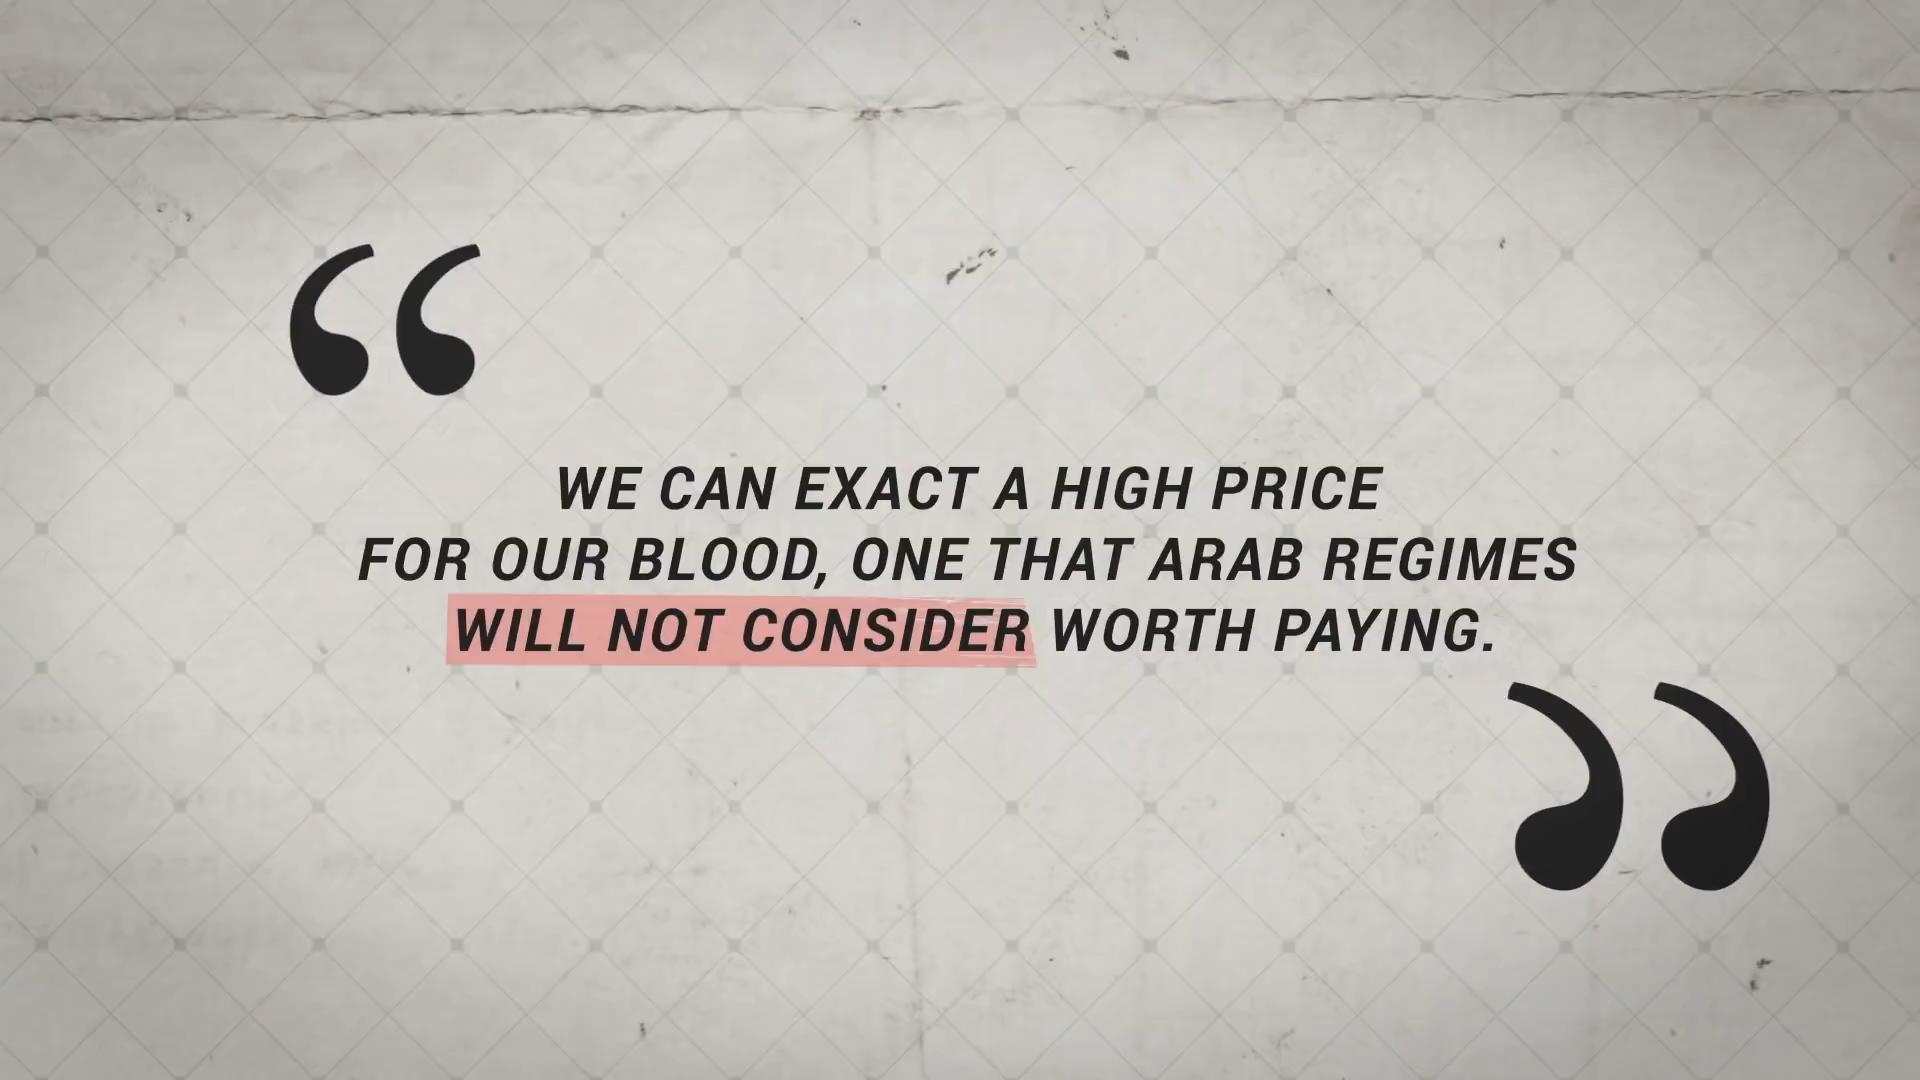 “
WE CAN EXACT A HIGH PRICE
FOR OUR BLOOD, ONE THAT ARAB REGIMES
WILL NOT CONSIDER WORTH PAYING.
”